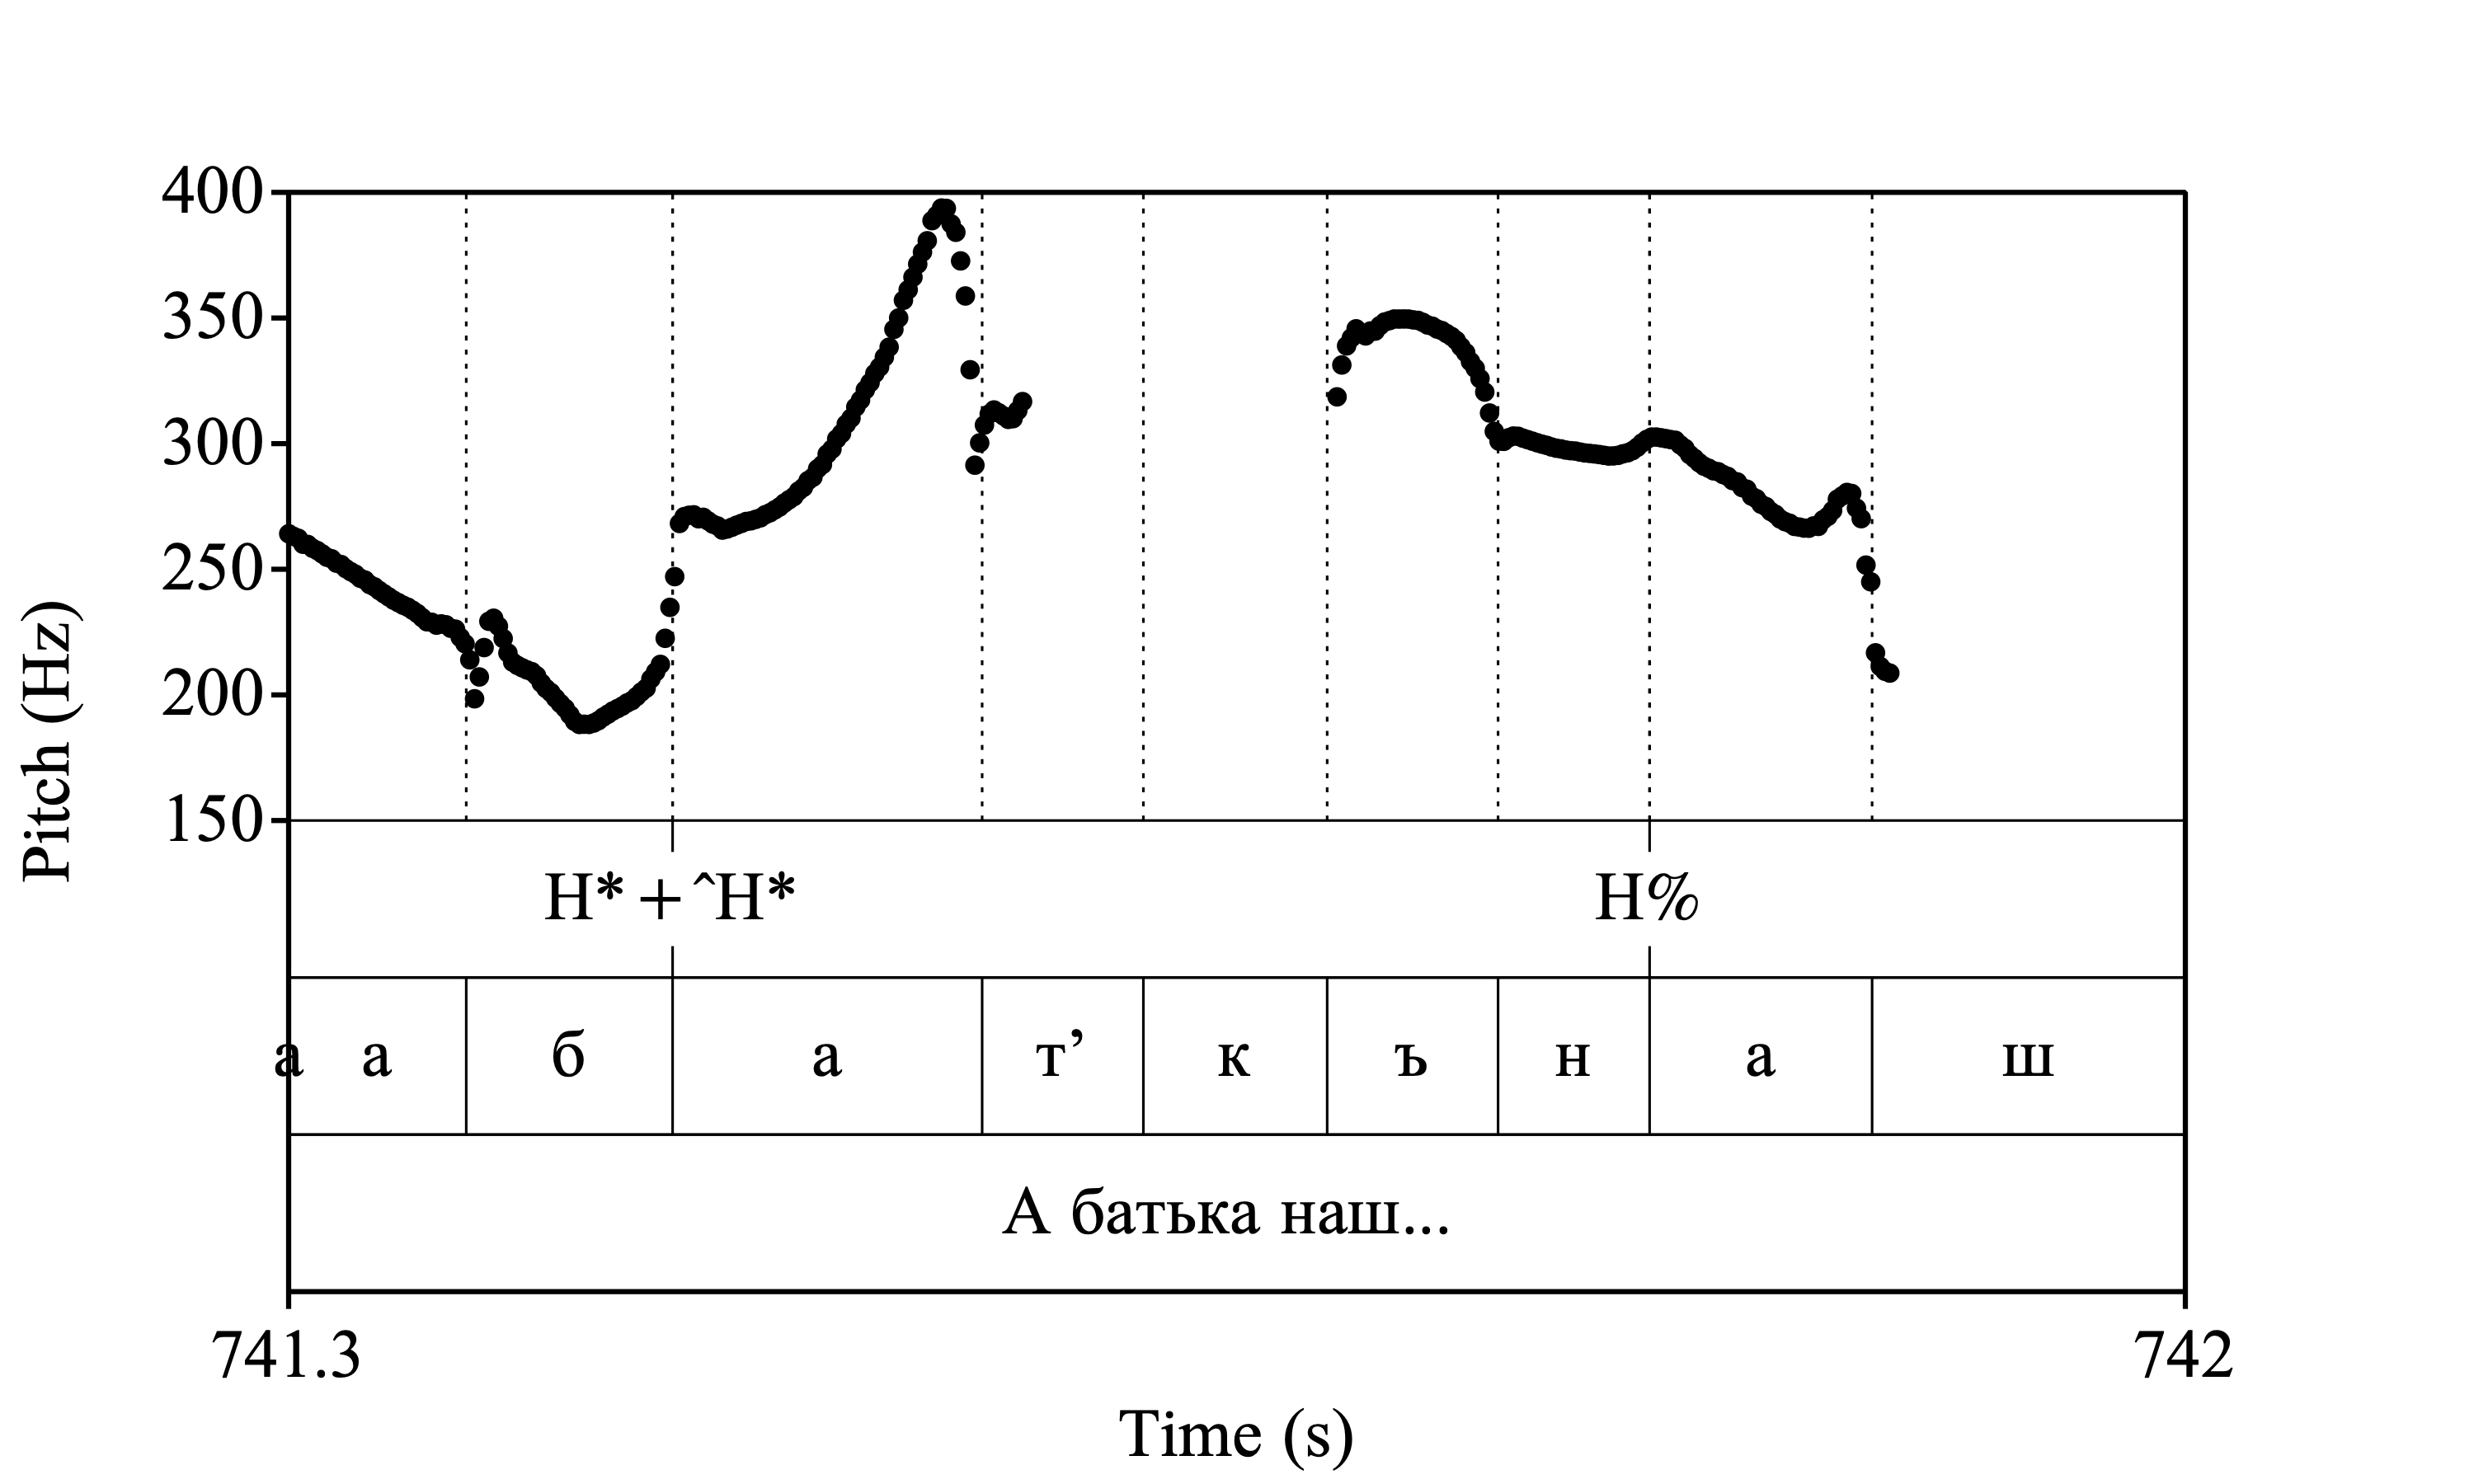 400
350
300
250
200
150
Pitch (Hz)
H*+^H* H%
а а б а т’ к ъ н а ш
А батька наш...
741.3 742
Time (s)